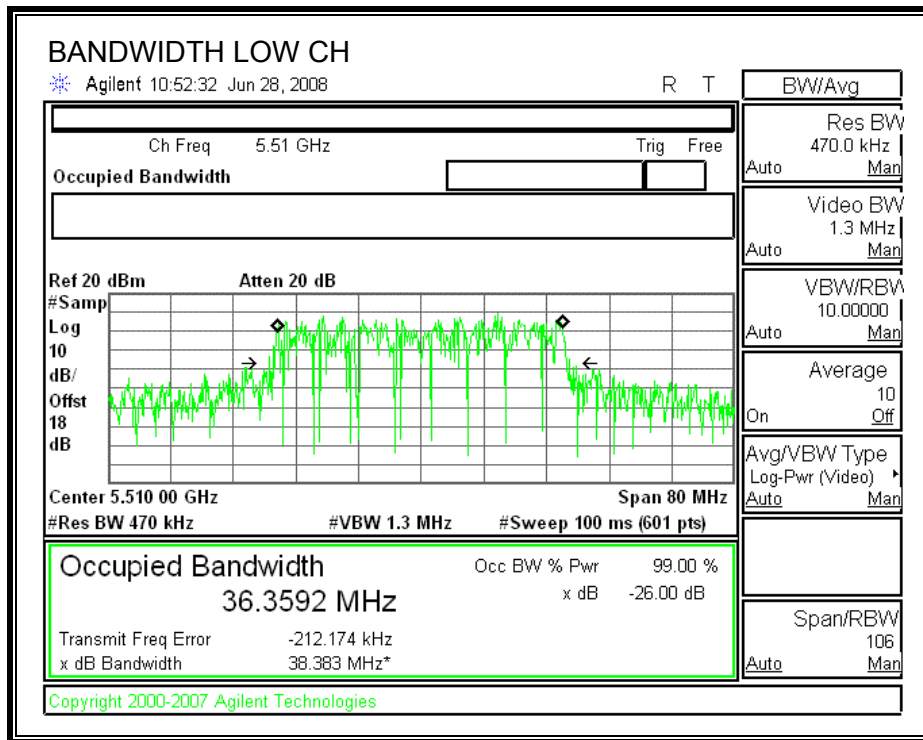 BANDWIDTH LOW CH
Agilent 10:52:32 Jun 28, 2008 R T
Ch Freq 5.51 GHz Trig Free
Occupied Bandwidth
Ref 20 dBm Atten 20 dB
#Samp
Log
10
dB/
Offst
18
dB
Center 5.510 00 GHz Span 80 MHz
#Res BW 470 kHz #VBW 1.3 MHz #Sweep 100 ms (601 pts)
Occupied Bandwidth
36.3592 MHz
Occ BW % Pwr 99.00 %
x dB -26.00 dB
Transmit Freq Error -212.174 kHz
x dB Bandwidth 38.383 MHz*
Copyright 2000-2007 Agilent Technologies
BW/Avg
Res BW
470.0 kHz
Auto Man
Video BW
1.3 MHz
Auto Man
VBW/RBW
10.00000
Auto Man
Average
10
On Off
Avg/VBW Type
Log-Pwr (Video)
Auto Man
Span/RBW
106
Auto Man